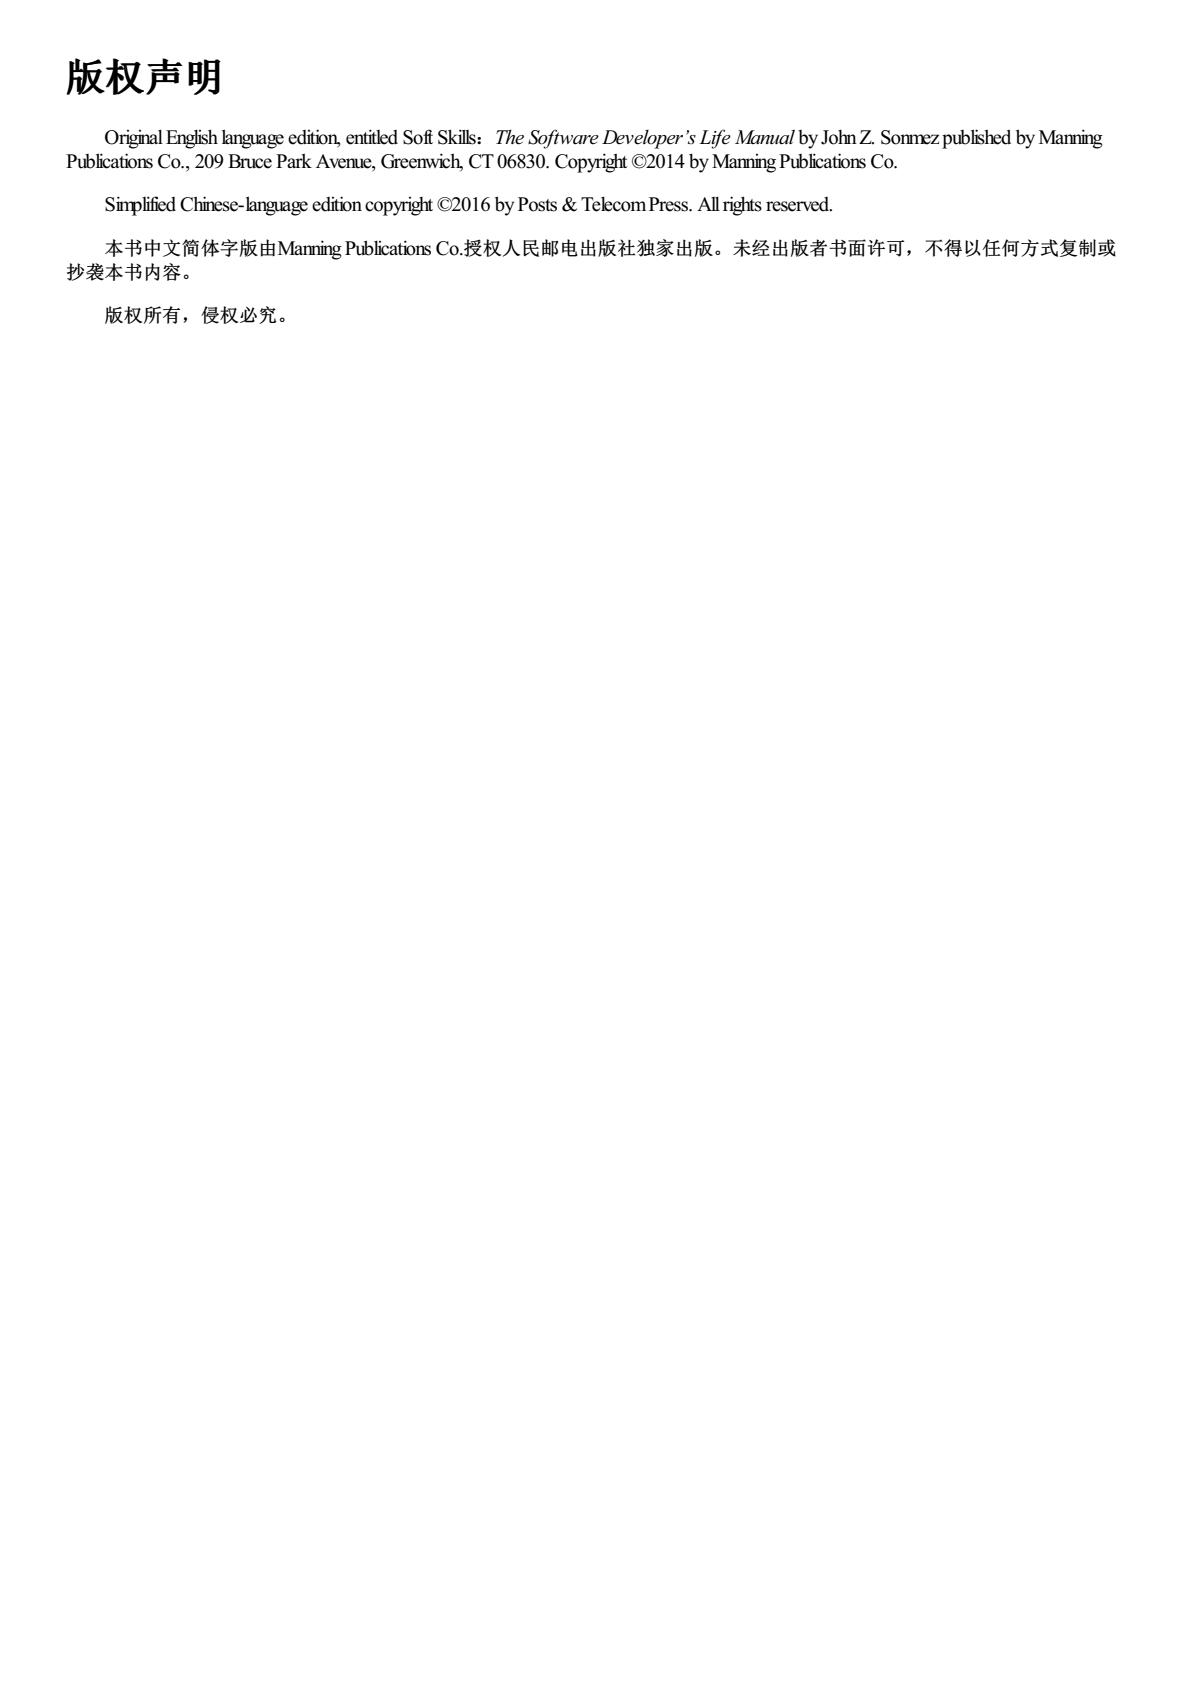 版权声明
Original English language edition, entitled Soft Skills：The Software Developer’s Life Manual by John Z. Sonmez published by Manning
Publications Co., 209 Bruce Park Avenue, Greenwich, CT 06830. Copyright ©2014 by Manning Publications Co.
Simplified Chinese-language edition copyright ©2016 by Posts & Telecom Press. All rights reserved.
本书中文简体字版由Manning Publications Co.授权人民邮电出版社独家出版。未经出版者书面许可，不得以任何方式复制或
抄袭本书内容。
版权所有，侵权必究。